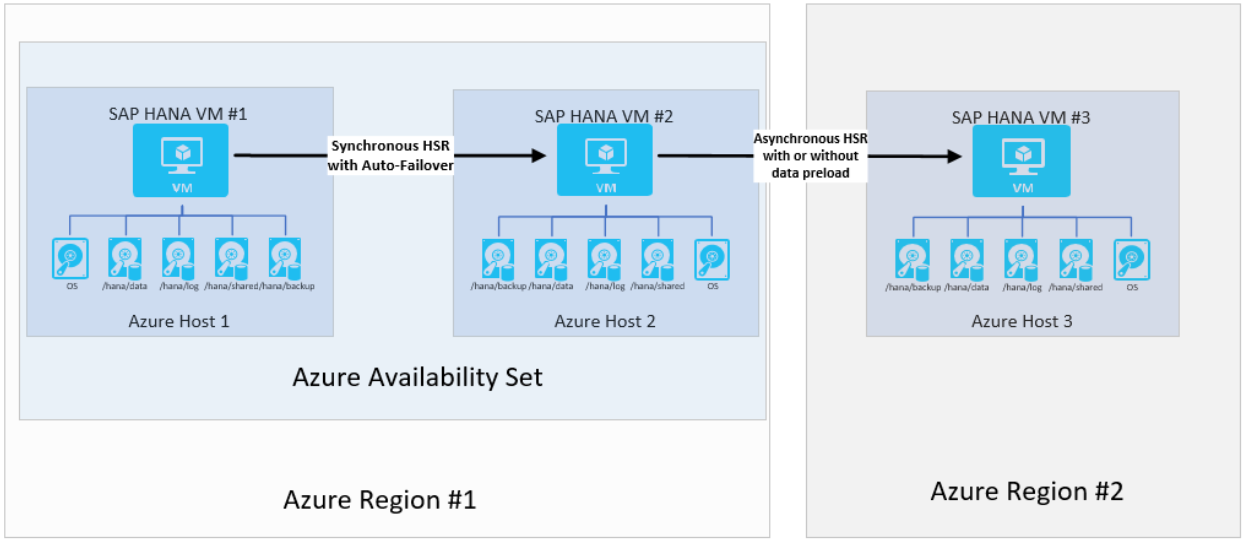 SAP HANA VM #1
VM
OS
/hana/data
/hana/log
/hana/shared
/hana/backup
Azure Host 1
Synchronous HSR
with Auto-Failover
SAP HANA VM #2
VM
/hana/backup
/hana/data
/hana/log
/hana/shared
OS
Azure Host 2
Azure Availability Set
Azure Region #1
Asynchronous HSR
with or without
data preload
SAP HANA VM #3
VM
/hana/backup
/hana/data
/hana/log
/hana/shared
OS
Azure Host 3
Azure Region #2